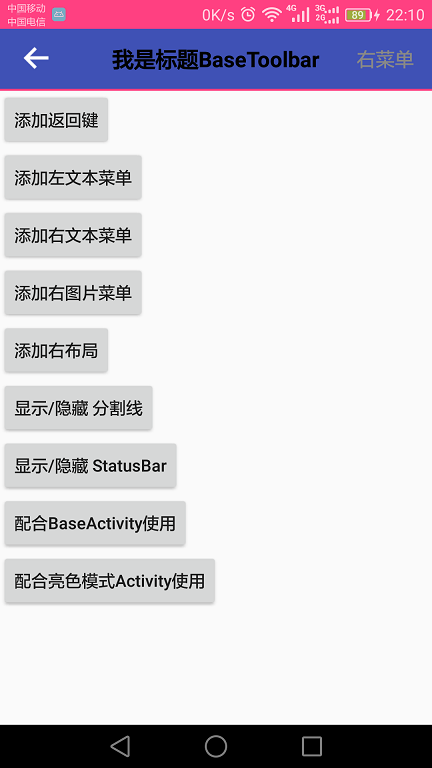 中国移动
中国电信
0K/s 4G 3G 2G 89 22:10
我是标题BaseToolbar 右菜单
添加返回键
添加左文本菜单
添加右文本菜单
添加右图片菜单
添加右布局
显示/隐藏 分割线
显示/隐藏 StatusBar
配合BaseActivity使用
配合亮色模式Activity使用